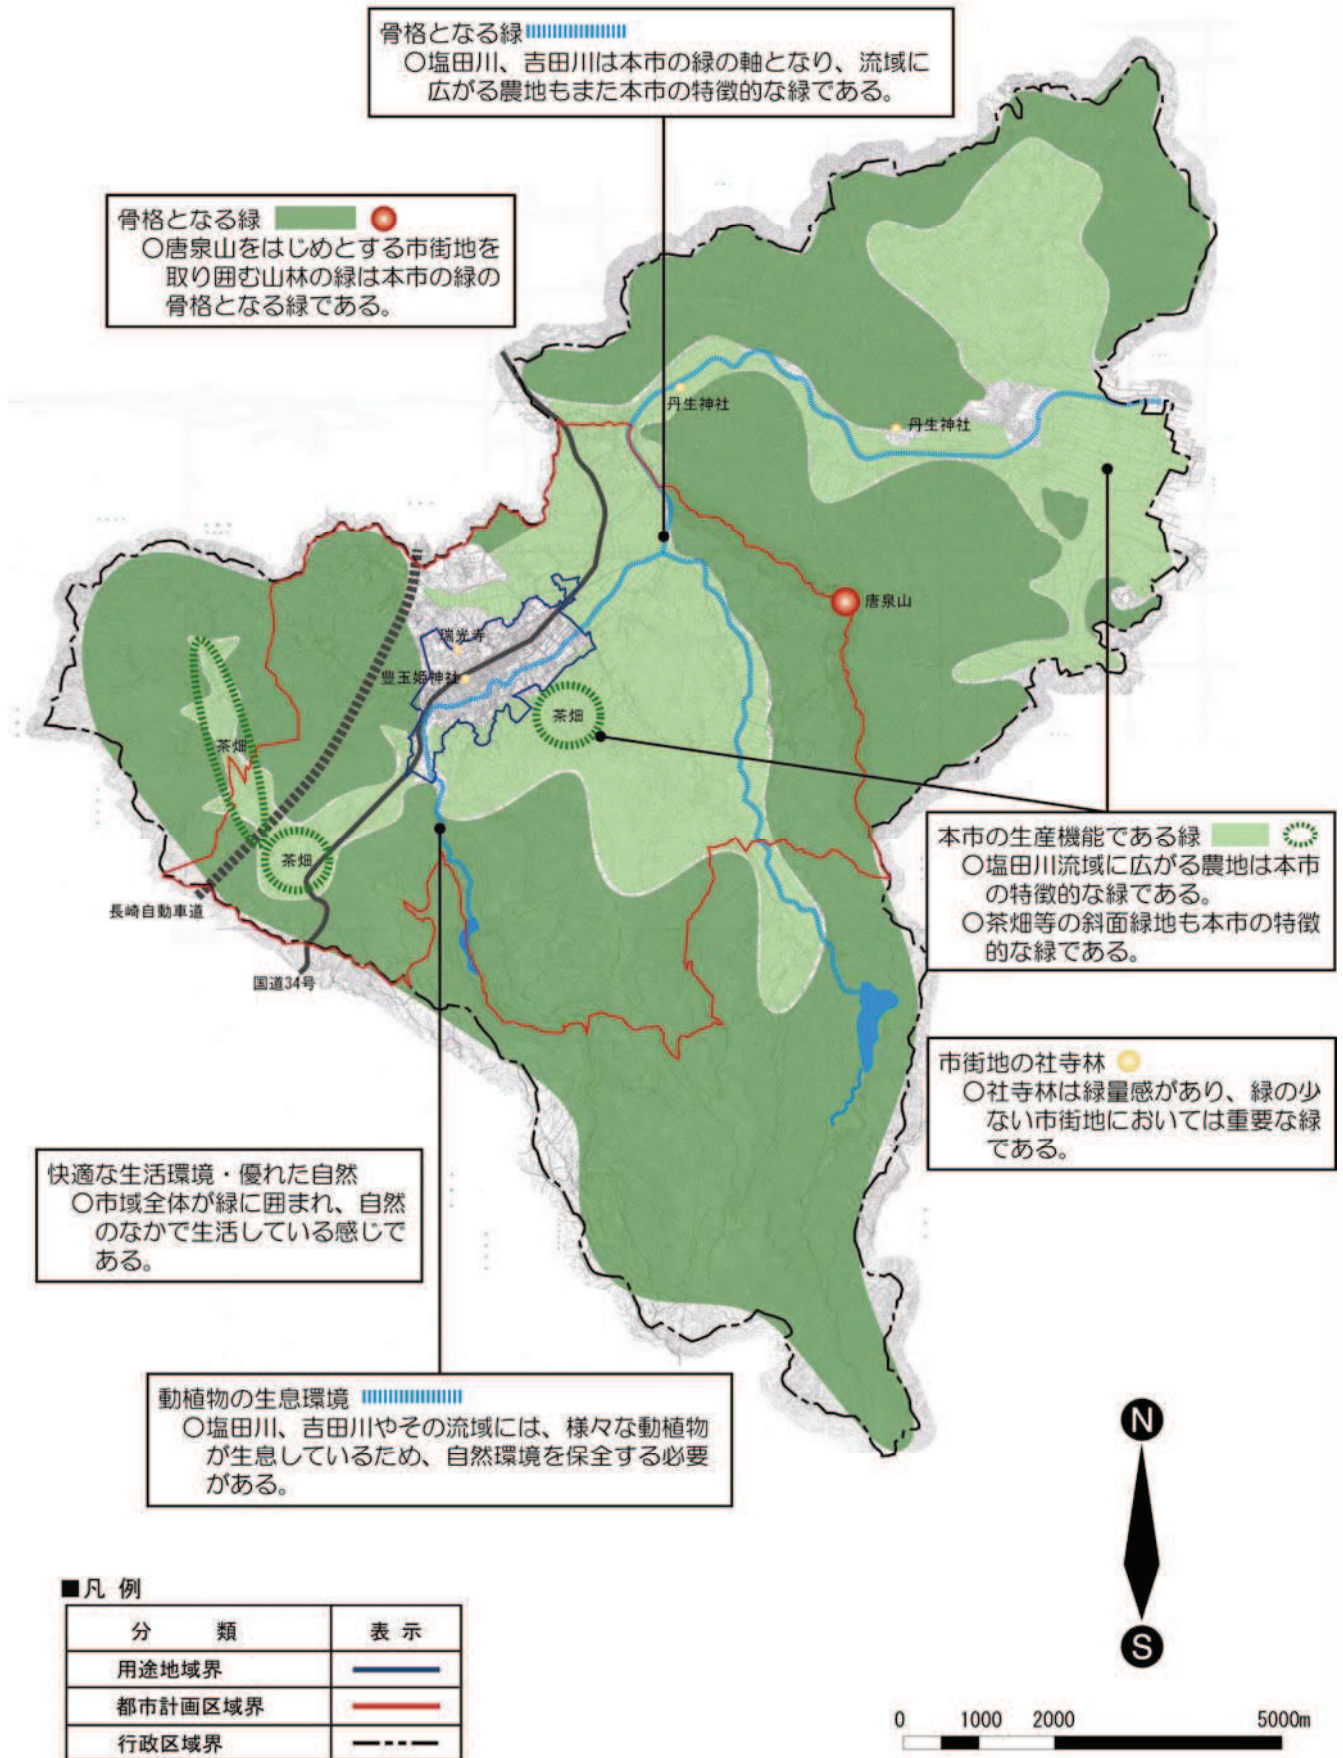 骨格となる緑
○塩田川、吉田川は本市の緑の軸となり、流域に
広がる農地もまた本市の特徴的な緑である。
骨格となる緑
○唐泉山をはじめとする市街地を
取り囲む山林の緑は本市の緑の
骨格となる緑である。
丹生神社
丹生神社
唐泉山
瑞光寺
豊玉姫神社
茶畑
茶畑
茶畑
長崎自動車道
国道34号
本市の生産機能である緑
○塩田川流域に広がる農地は本市
の特徴的な緑である。
○茶畑等の斜面緑地も本市の特徴
的な緑である。
市街地の社寺林
○社寺林は緑量感があり、緑の少
ない市街地においては重要な緑
である。
快適な生活環境・優れた自然
○市域全体が緑に囲まれ、自然
のなかで生活している感じで
ある。
動植物の生息環境
○塩田川、吉田川やその流域には、様々な動植物
が生息しているため、自然環境を保全する必要
がある。
N
S
■凡 例
分 類 表 示
用途地域界
都市計画区域界
行政区域界
0 1000 2000 5000m